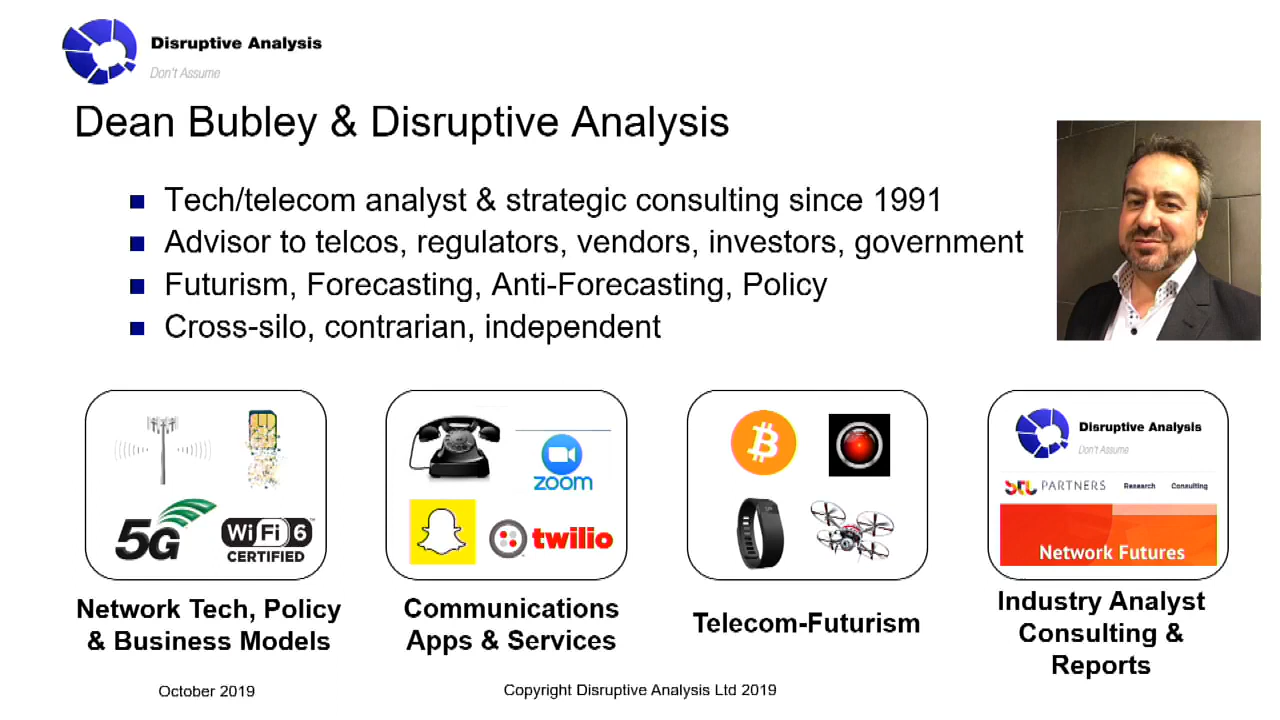 Disruptive Analysis
Don't Assume
Dean Bubley & Disruptive Analysis
Tech/telecom analyst & strategic consulting since 1991
Advisor to telcos, regulators, vendors, investors, government
Futurism, Forecasting, Anti-Forecasting, Policy
Cross-silo, contrarian, independent
5G
Wi Fi 6
CERTIFIED
zoom
twilio
Disruptive Analysis
Don't Assume
STL PARTNERS Research Consulting
Network Futures
Network Tech, Policy
& Business Models
Communications
Apps & Services
Telecom-Futurism
Industry Analyst
Consulting &
Reports
October 2019
Copyright Disruptive Analysis Ltd 2019